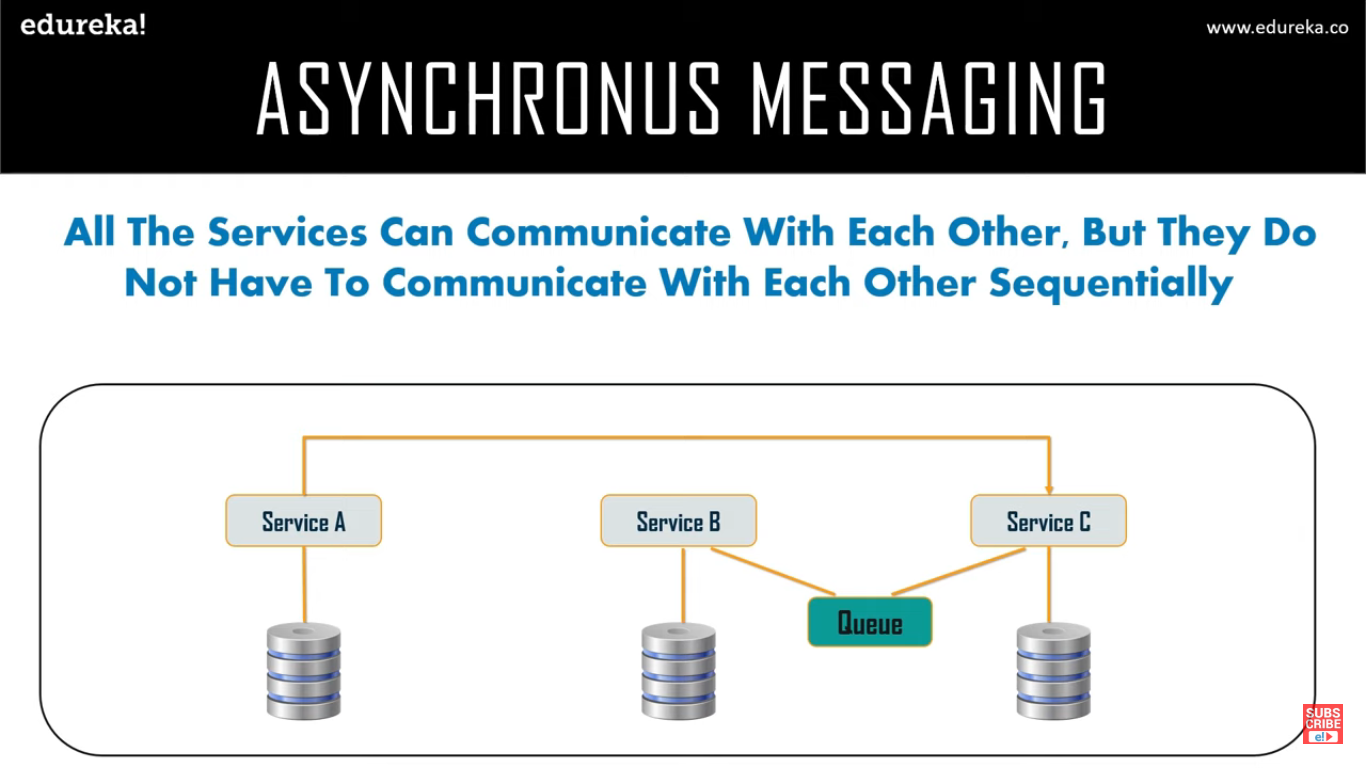 edureka!
www.edureka.co
ASYNCHRONUS MESSAGING
All The Services Can Communicate With Each Other, But They Do
Not Have To Communicate With Each Other Sequentially
Service A
Service B
Service C
Queue
SUBS
CRIBE
e!